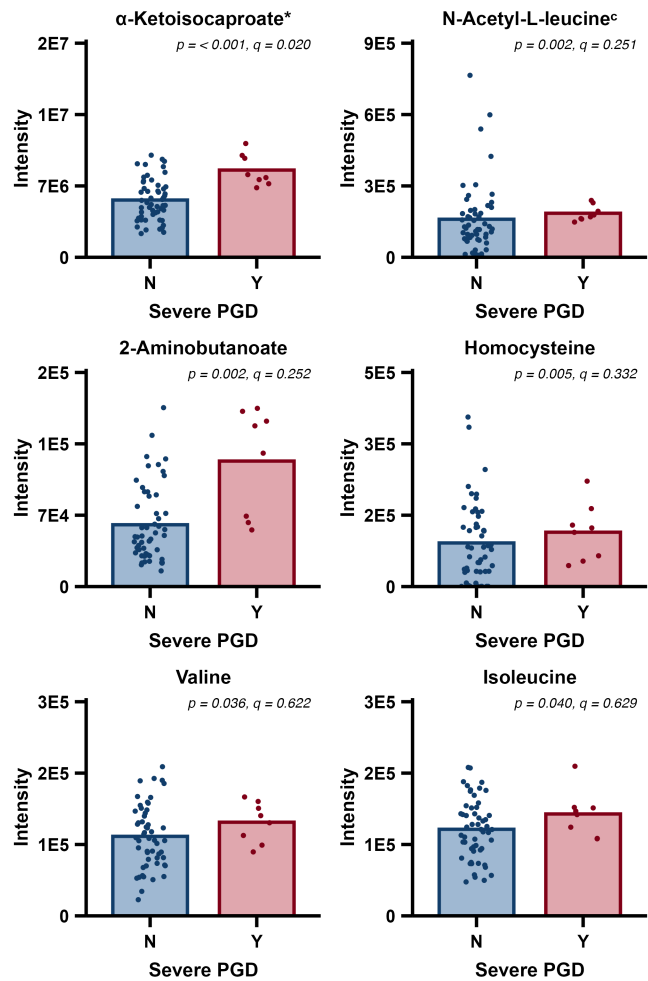 α-Ketoisocaproate*
p = < 0.001, q = 0.020
2E7
1E7
7E6
0
Intensity
N
Y
Severe PGD
N-Acetyl-L-leucineᶜ
p = 0.002, q = 0.251
9E5
6E5
3E5
0
Intensity
N
Y
Severe PGD
2-Aminobutanoate
p = 0.002, q = 0.252
2E5
1E5
7E4
0
Intensity
N
Y
Severe PGD
Homocysteine
p = 0.005, q = 0.332
5E5
3E5
2E5
0
Intensity
N
Y
Severe PGD
Valine
p = 0.036, q = 0.622
3E5
2E5
1E5
0
Intensity
N
Y
Severe PGD
Isoleucine
p = 0.040, q = 0.629
3E5
2E5
1E5
0
Intensity
N
Y
Severe PGD